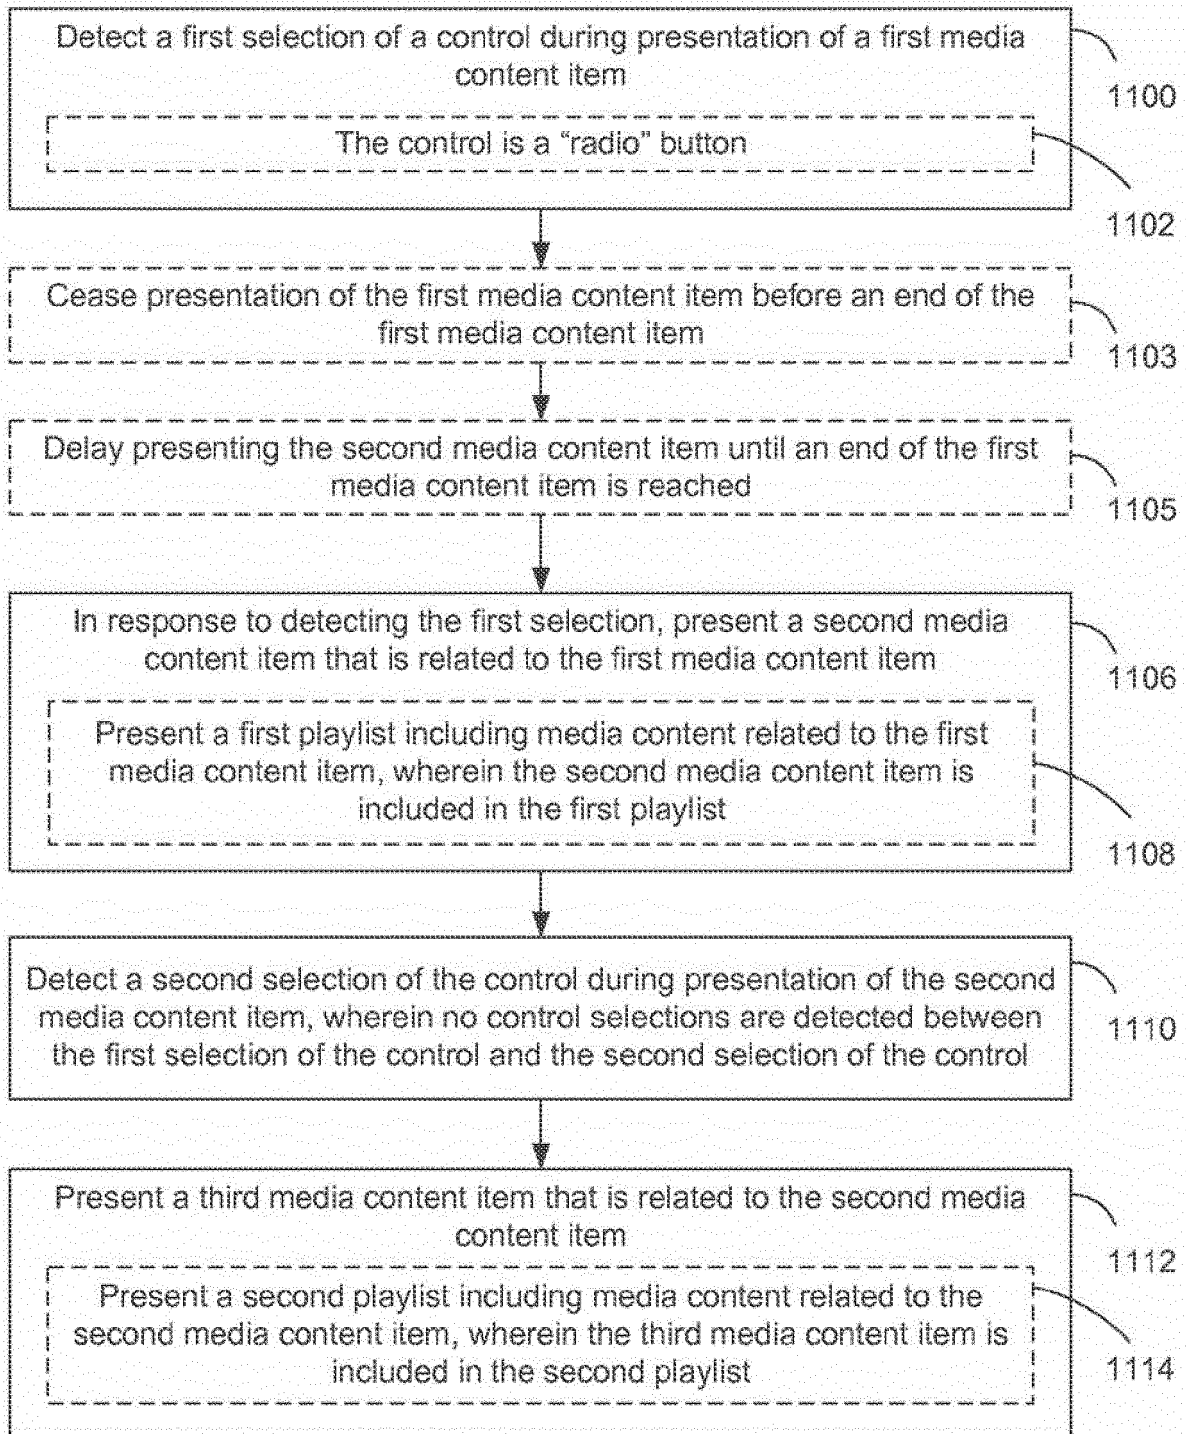 Detect a first selection of a control during presentation of a first media
content item
1100
The control is a "radio" button
1102
Cease presentation of the first media content item before an end of the
first media content item
1103
Delay presenting the second media content item until an end of the first
media content item is reached
1105
In response to detecting the first selection, present a second media
content item that is related to the first media content item
1106
Present a first playlist including media content related to the first
media content item, wherein the second media content item is
included in the first playlist
1108
Detect a second selection of the control during presentation of the second
media content item, wherein no control selections are detected between
the first selection of the control and the second selection of the control
1110
Present a third media content item that is related to the second media
content item
1112
Present a second playlist including media content related to the
second media content item, wherein the third media content item is
included in the second playlist
1114